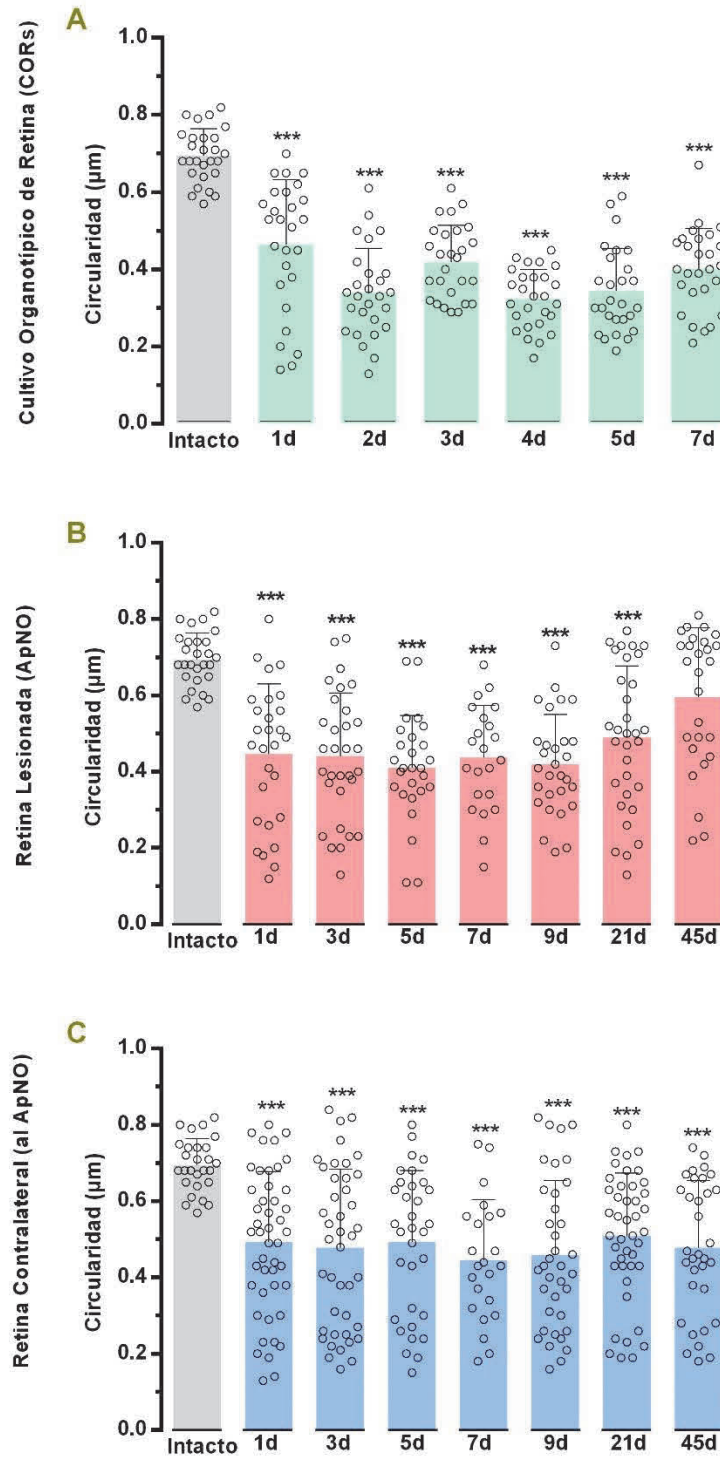 A
Cultivo Organotípico de Retina (CORs)
Circularidad (µm)
1.0
0.8
0.6
0.4
0.2
0.0
*** *** *** *** *** ***
Intacto 1d 2d 3d 4d 5d 7d
B
Retina Lesionada (ApNO)
Circularidad (µm)
1.0
0.8
0.6
0.4
0.2
0.0
*** *** *** *** *** ***
Intacto 1d 3d 5d 7d 9d 21d 45d
C
Retina Contralateral (al ApNO)
Circularidad (µm)
1.0
0.8
0.6
0.4
0.2
0.0
*** *** *** *** *** *** ***
Intacto 1d 3d 5d 7d 9d 21d 45d